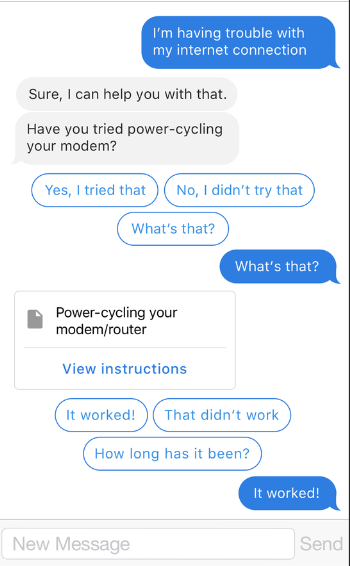 I'm having trouble with
my internet connection
Sure, I can help you with that.
Have you tried power-cycling
your modem?
Yes, I tried that
No, I didn't try that
What's that?
What's that?
Power-cycling your
modem/router
View instructions
It worked!
That didn't work
How long has it been?
It worked!
New Message
Send